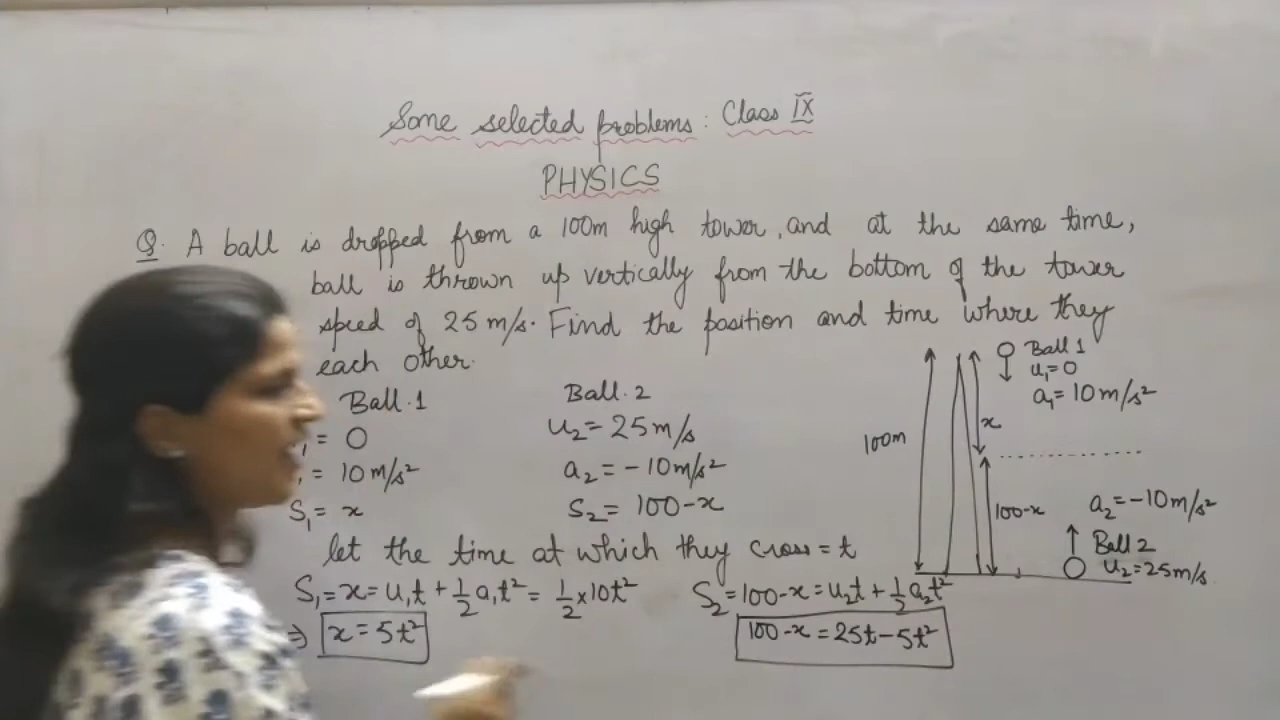 Some selected problems: Class IX
PHYSICS
Q. A ball is dropped from a 100m high tower, and at the same time,
ball is thrown up vertically from the bottom of the tower
speed of 25 m/s. Find the position and time where they
each other.
Ball 1
= 0
= 10 m/s²
S₁ = x
Ball 2
u₂ = 25 m/s
a₂ = -10 m/s²
S₂ = 100-x
let the time at which they cross = t
S₁ = x = u₁t + ½a₁t² = ½×10t²
⇒ x = 5t²
S₂ = 100-x = u₂t + ½a₂t²
100-x = 25t - 5t²
Ball 1
u₁ = 0
a₁ = 10 m/s²
100m
x
100-x
a₂ = -10 m/s²
Ball 2
u₂ = 25 m/s